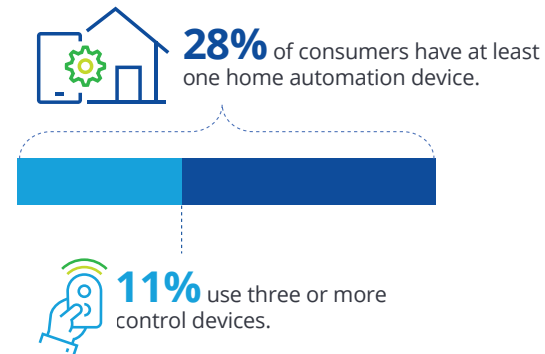 28% of consumers have at least
one home automation device.
11% use three or more
control devices.